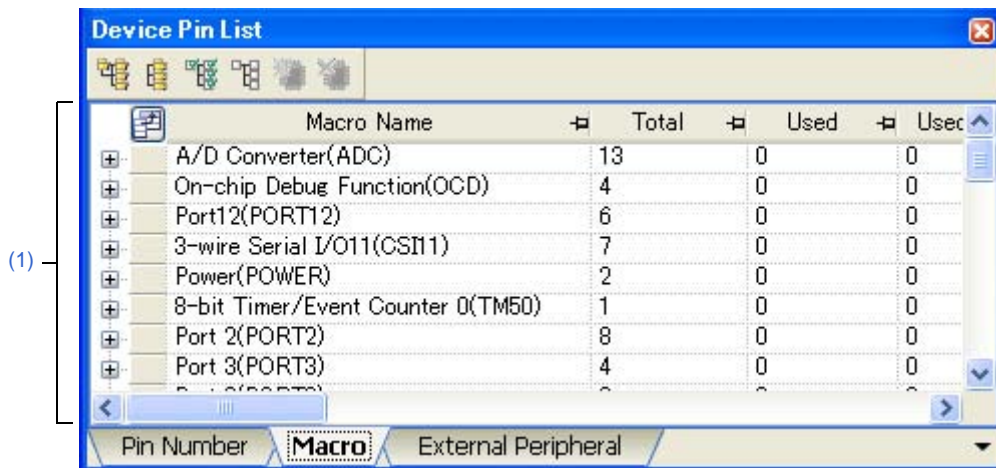 Device Pin List
Macro Name Total Used Used
A/D Converter(ADC) 13 0 0
On-chip Debug Function(OCD) 4 0 0
Port12(PORT12) 6 0 0
(1)
3-wire Serial I/O11(CSI11) 7 0 0
Power(POWER) 2 0 0
8-bit Timer/Event Counter 0(TM50) 1 0 0
Port 2(PORT2) 8 0 0
Port 3(PORT3) 4 0 0
Pin Number Macro External Peripheral